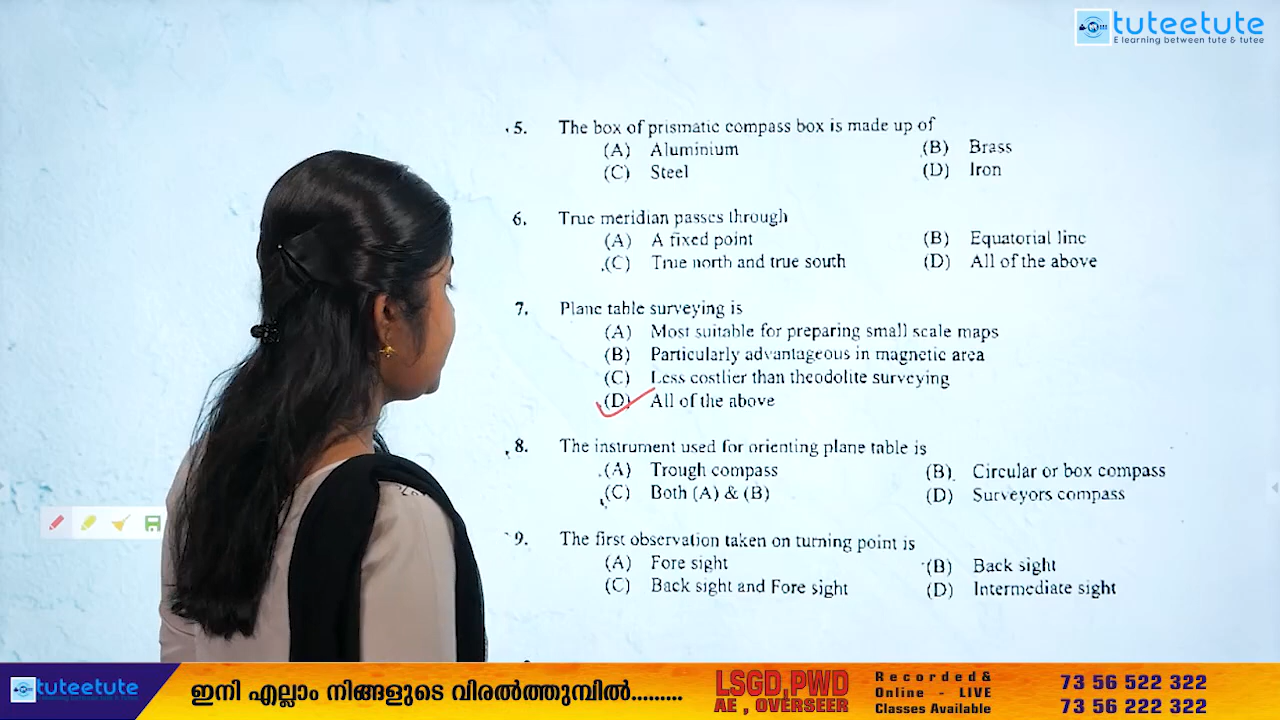 tuteetute
E learning between tute & tutee
5. The box of prismatic compass box is made up of
(A) Aluminium (B) Brass
(C) Steel (D) Iron
6. True meridian passes through
(A) A fixed point (B) Equatorial line
(C) True north and true south (D) All of the above
7. Plane table surveying is
(A) Most suitable for preparing small scale maps
(B) Particularly advantageous in magnetic area
(C) Less costlier than theodolite surveying
(D) All of the above
8. The instrument used for orienting plane table is
(A) Trough compass (B) Circular or box compass
(C) Both (A) & (B) (D) Surveyors compass
9. The first observation taken on turning point is
(A) Fore sight (B) Back sight
(C) Back sight and Fore sight (D) Intermediate sight
tuteetute
ഇനി എല്ലാം നിങ്ങളുടെ വിരൽത്തുമ്പിൽ.........
LSGD,PWD
AE , OVERSEER
Recorded &
Online - LIVE
Classes Available
73 56 522 322
73 56 222 322